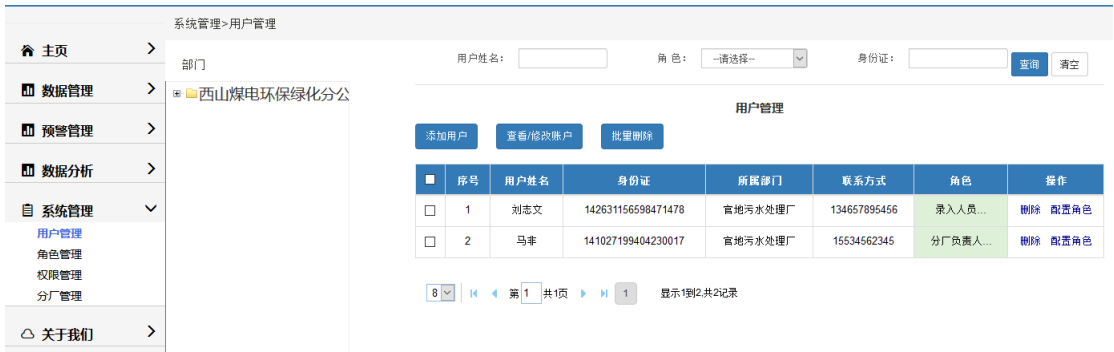 系统管理>用户管理
主页
数据管理
预警管理
数据分析
系统管理
用户管理
角色管理
权限管理
分厂管理
关于我们
部门
西山煤电环保绿化分公
用户姓名：
角 色： --请选择--
身份证：
查询 清空
用户管理
添加用户 查看/修改账户 批量删除
序号 用户姓名 身份证 所属部门 联系方式 角色 操作
1 刘志文 142631156598471478 官地污水处理厂 134657895456 录入人员... 删除 配置角色
2 马非 141027199404230017 官地污水处理厂 15534562345 分厂负责人... 删除 配置角色
8 第 1 共1页 1 显示1到2,共2记录